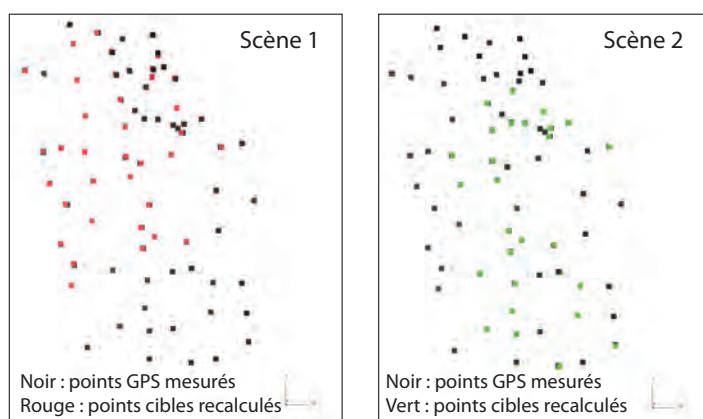 Scène 1
Noir : points GPS mesurés
Rouge : points cibles recalculés
Scène 2
Noir : points GPS mesurés
Vert : points cibles recalculés